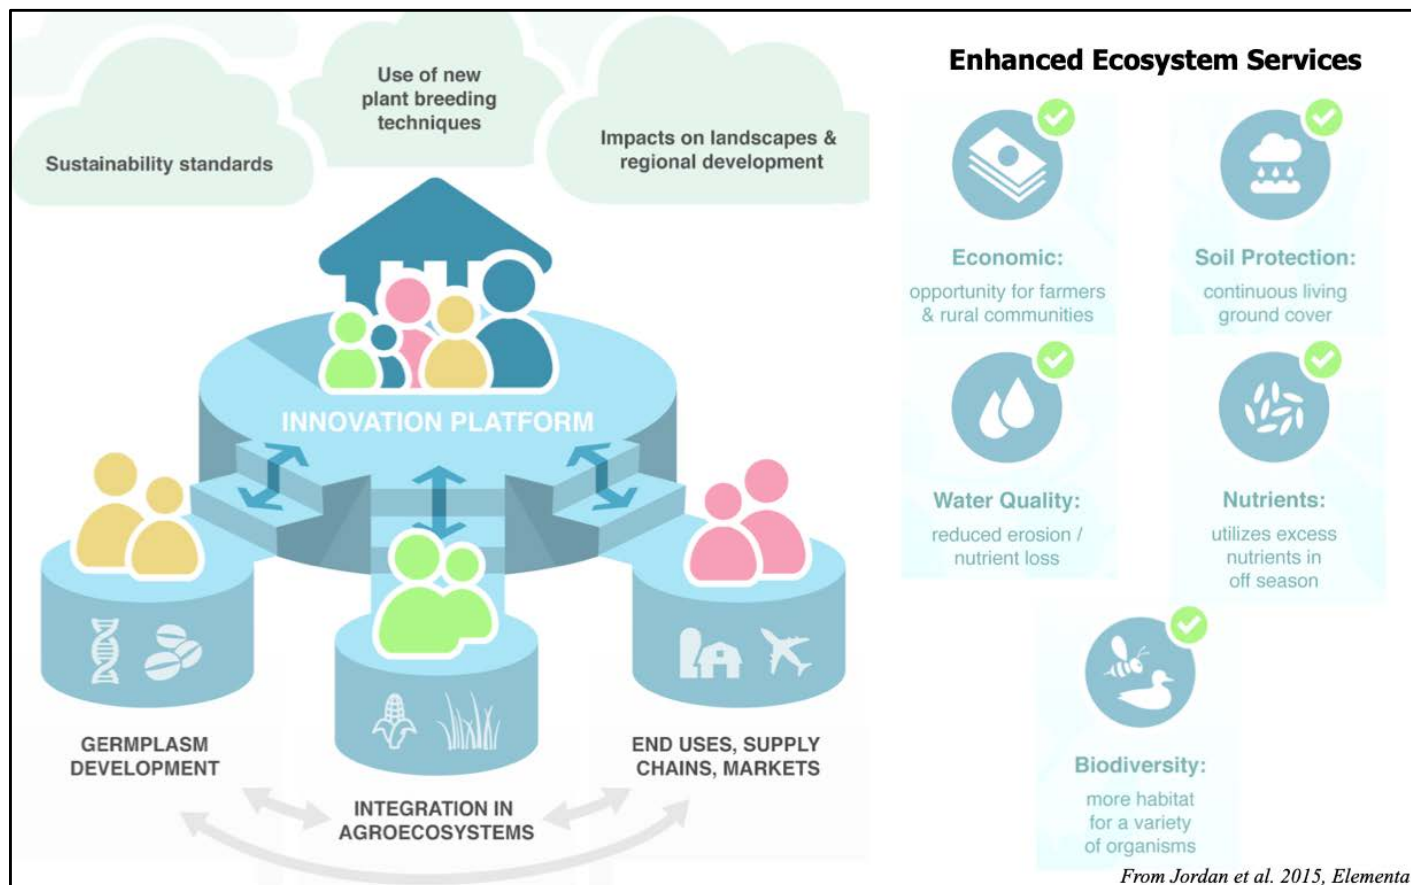 Sustainability standards
Use of new
plant breeding
techniques
Impacts on landscapes &
regional development
INNOVATION PLATFORM
GERMPLASM
DEVELOPMENT
INTEGRATION IN
AGROECOSYSTEMS
END USES, SUPPLY
CHAINS, MARKETS
Enhanced Ecosystem Services
Economic:
opportunity for farmers
& rural communities
Soil Protection:
continuous living
ground cover
Water Quality:
reduced erosion /
nutrient loss
Nutrients:
utilizes excess
nutrients in
off season
Biodiversity:
more habitat
for a variety
of organisms
From Jordan et al. 2015, Elementa